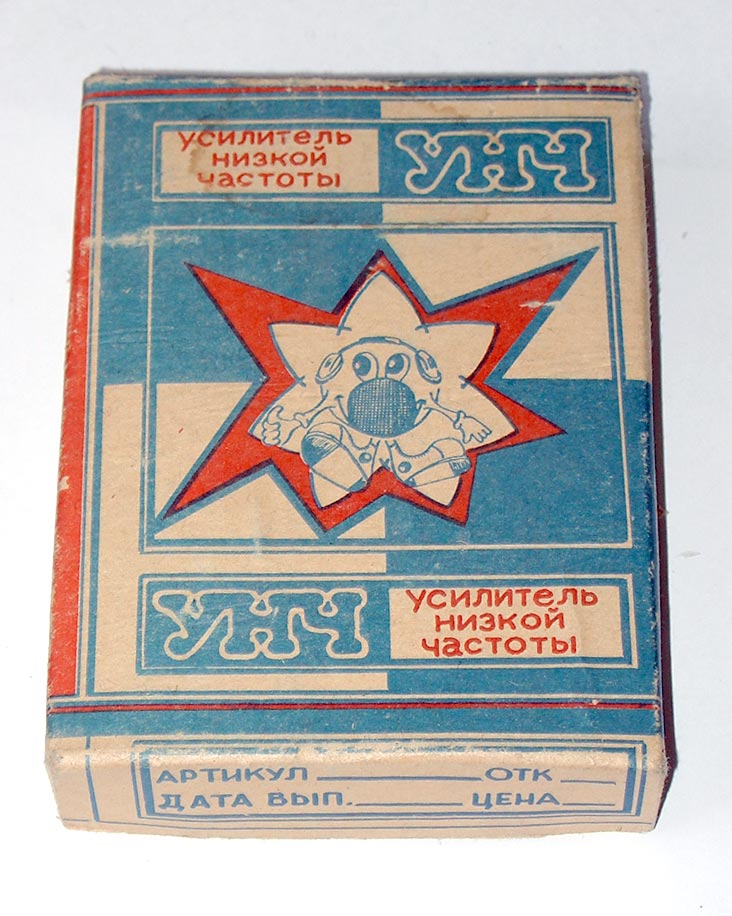 усилитель
низкой
частоты
УНЧ
УНЧ
усилитель
низкой
частоты
АРТИКУЛ ОТК
ДАТА ВЫП. ЦЕНА